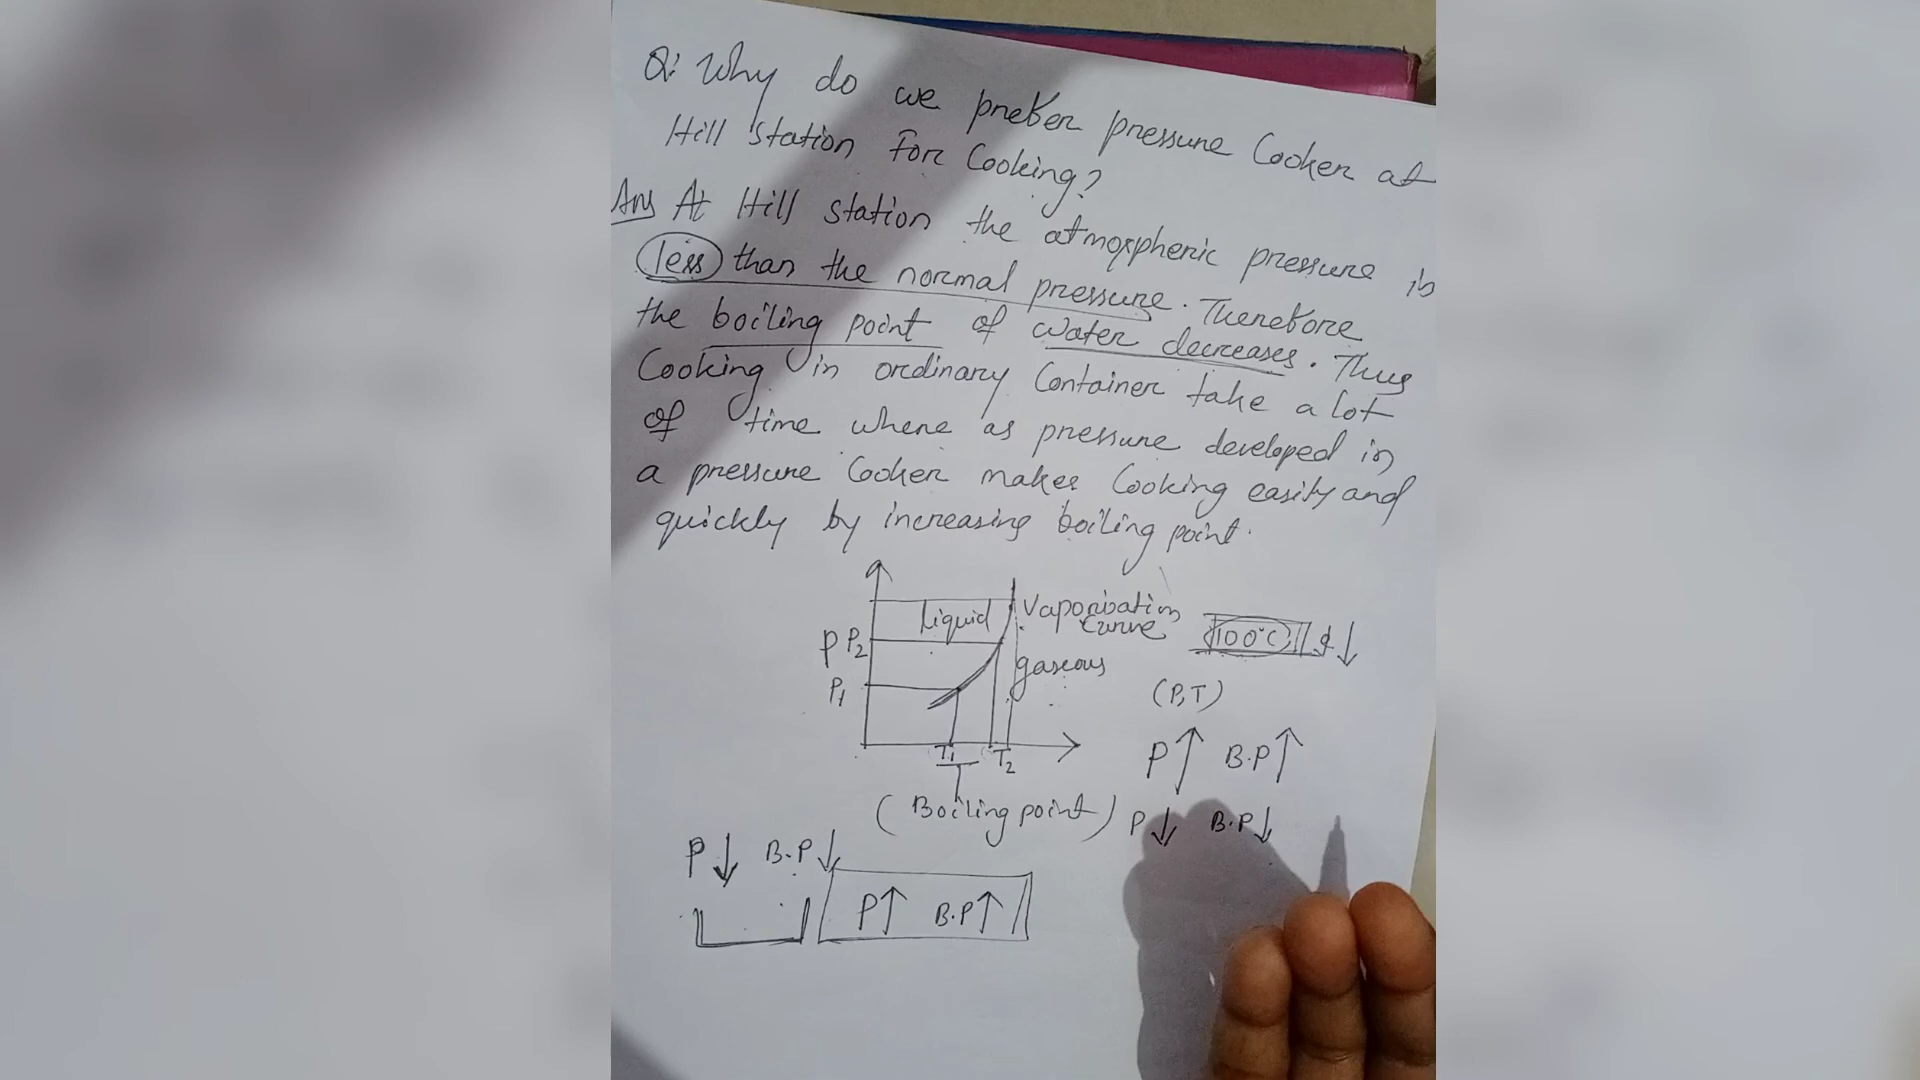 Q: Why do we prefer pressure Cooker at
Hill station For Cooking?
Ans At Hill station the atmospheric pressure is
less than the normal pressure. Therefore
the boiling point of water decreases. Thus
Cooking in ordinary Container take a lot
of time where as pressure developed in
a pressure Cooker makes Cooking easily and
quickly by increasing boiling point.
Liquid Vaporisation
Curve
100°C
P P2
gaseous
P1
(P,T)
T1 T2
P↑ B.P↑
(Boiling point) P↓ B.P↓
P↓ B.P↓
P↑ B.P↑